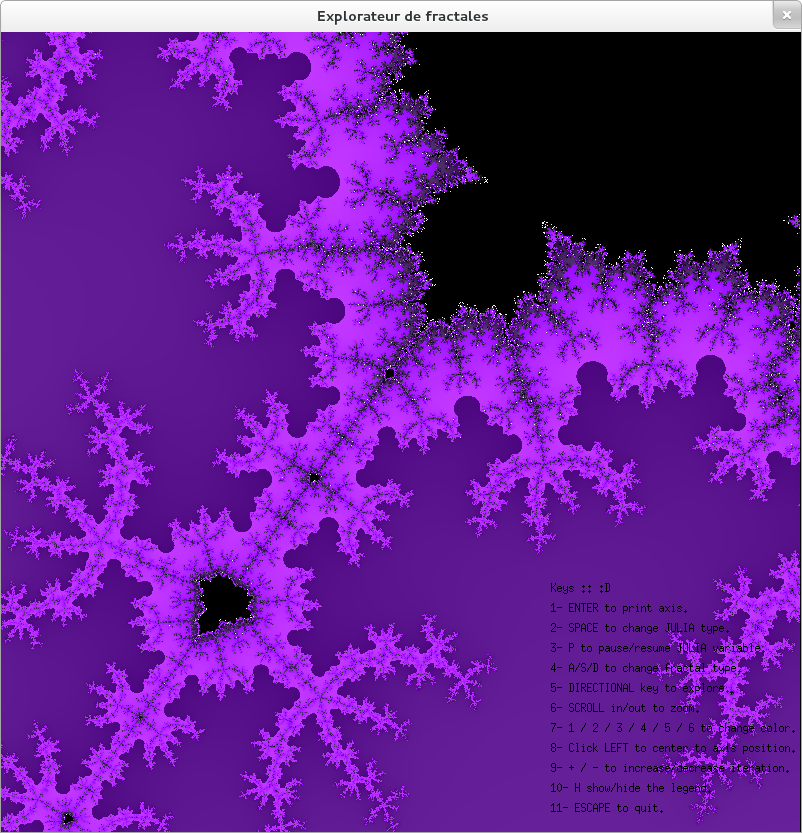 Explorateur de fractales
Keys :: :D
1- ENTER to print axis.
2- SPACE to change JULIA type.
3- P to pause/resume JULIA variable.
4- A/S/D to change fractal type.
5- DIRECTIONAL key to explore.
6- SCROLL in/out to zoom.
7- 1 / 2 / 3 / 4 / 5 / 6 to change color.
8- Click LEFT to center to axis position.
9- + / - to increase/decrease iteration.
10- H show/hide the legend.
11- ESCAPE to quit.